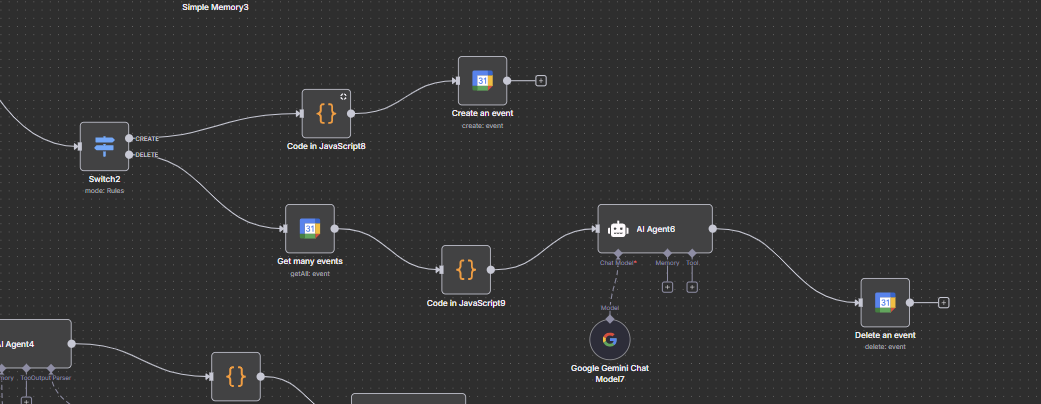 Simple Memory3
31
Create an event
create: event
{}
Code in JavaScript8
CREATE
DELETE
Switch2
mode: Rules
31
Get many events
getAll: event
{}
Code in JavaScript9
AI Agent6
Chat Model*
Memory
Tool
Model
Google Gemini Chat
Model7
31
Delete an event
delete: event
AI Agent4
Tool
Output Parser
{}